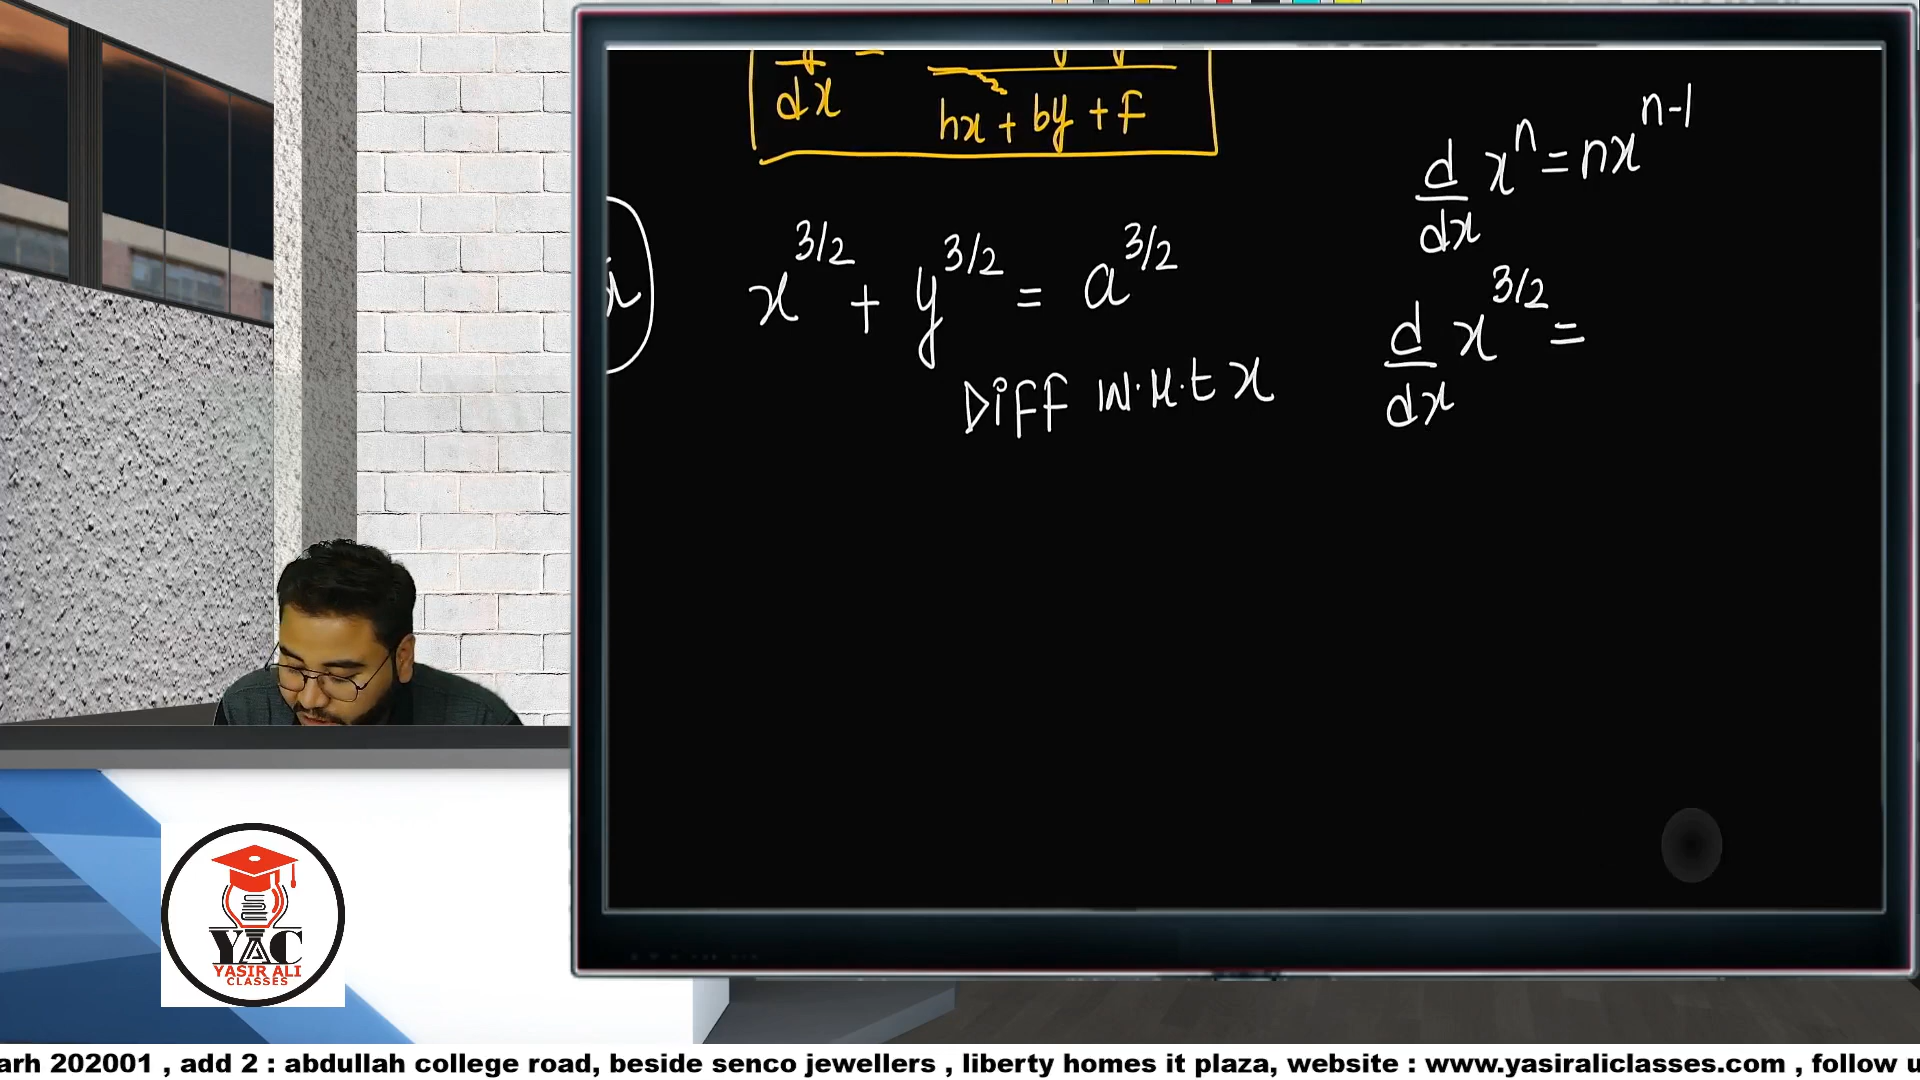 dx
hx + by + f
d/dx x^n = nx^(n-1)
x^(3/2) + y^(3/2) = a^(3/2)
d/dx x^(3/2) =
Diff w.r.t x
YAC
YASIR ALI
CLASSES
arh 202001 , add 2 : abdullah college road, beside senco jewellers , liberty homes it plaza, website : www.yasiraliclasses.com , follow u